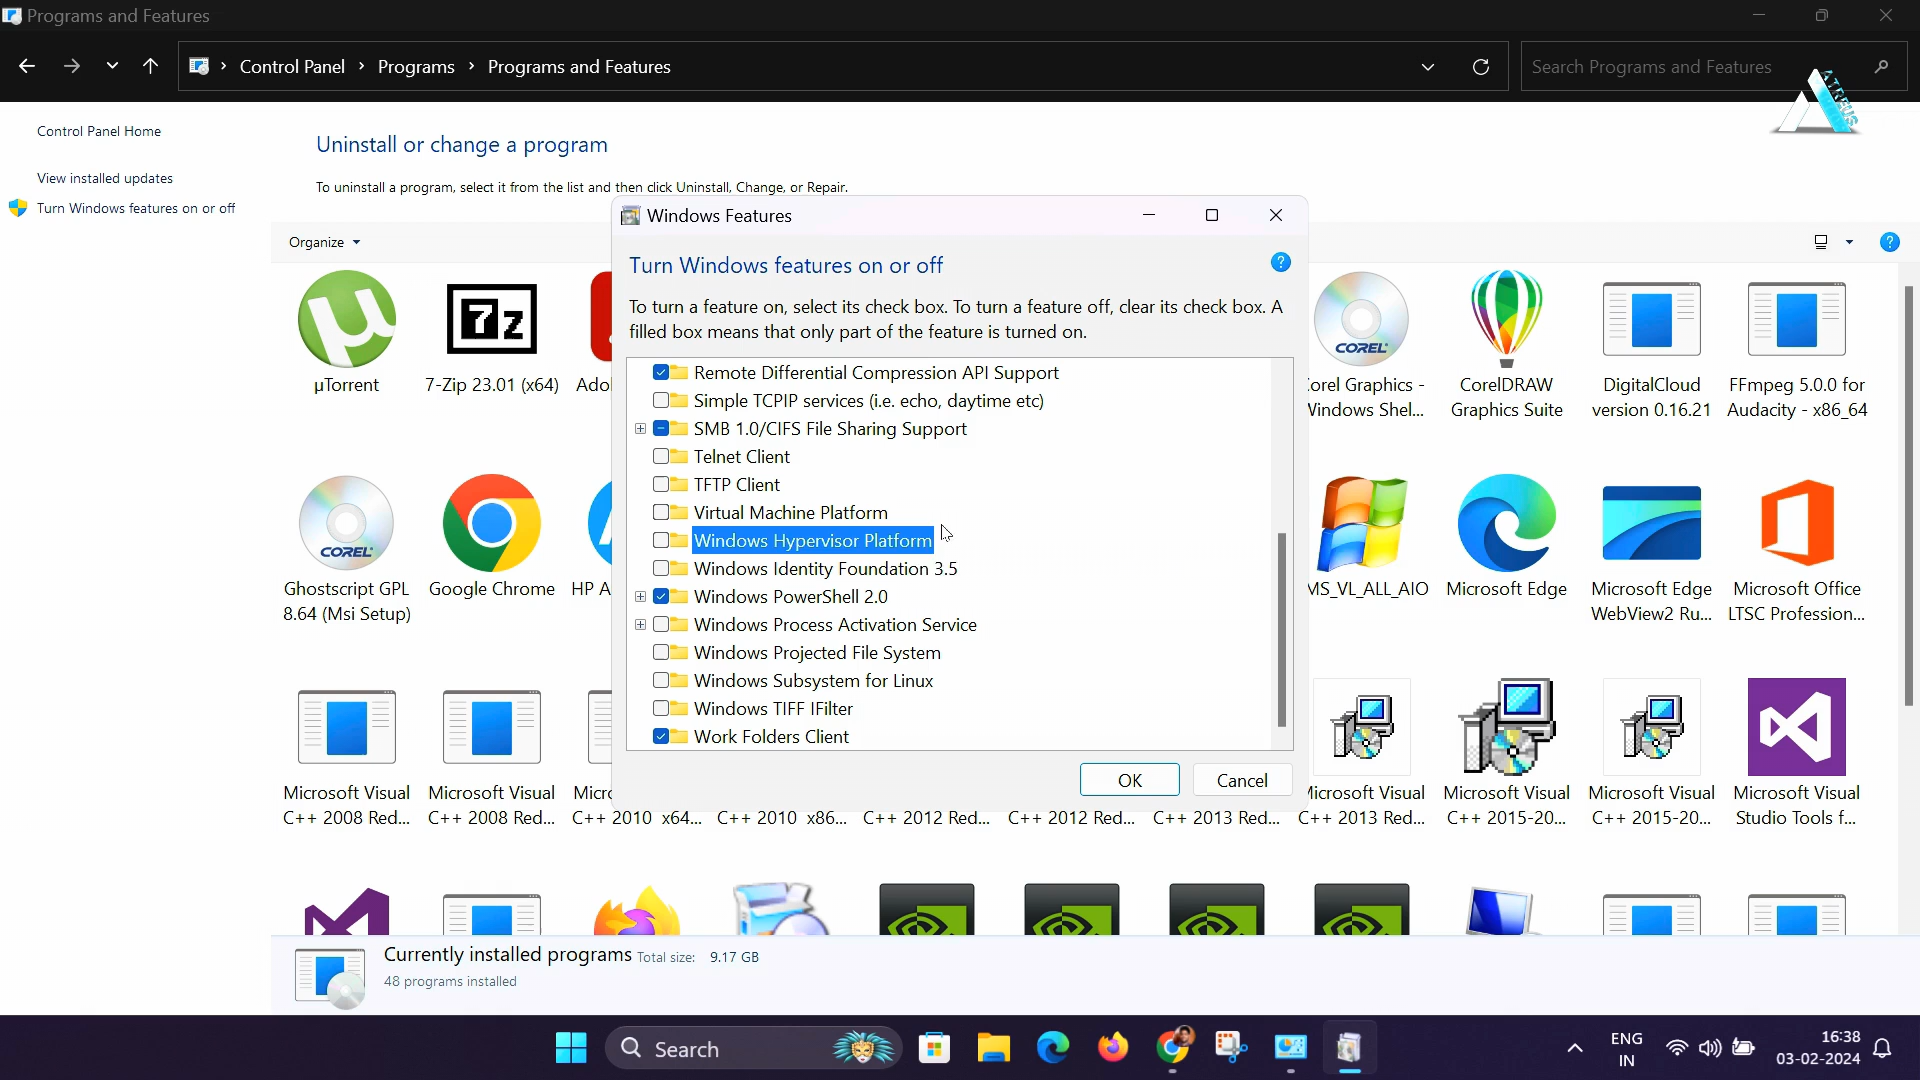 Programs and Features
Control Panel > Programs > Programs and Features
Search Programs and Features
ATREUS
Control Panel Home
View installed updates
Turn Windows features on or off
Uninstall or change a program
To uninstall a program, select it from the list and then click Uninstall, Change, or Repair.
Organize
Windows Features
Turn Windows features on or off
To turn a feature on, select its check box. To turn a feature off, clear its check box. A
filled box means that only part of the feature is turned on.
Remote Differential Compression API Support
Simple TCPIP services (i.e. echo, daytime etc)
SMB 1.0/CIFS File Sharing Support
Telnet Client
TFTP Client
Virtual Machine Platform
Windows Hypervisor Platform
Windows Identity Foundation 3.5
Windows PowerShell 2.0
Windows Process Activation Service
Windows Projected File System
Windows Subsystem for Linux
Windows TIFF IFilter
Work Folders Client
OK
Cancel
µTorrent
7-Zip 23.01 (x64)
Adol
COREL
Corel Graphics -
Windows Shel...
CorelDRAW
Graphics Suite
DigitalCloud
version 0.16.21
FFmpeg 5.0.0 for
Audacity - x86_64
COREL
Ghostscript GPL
8.64 (Msi Setup)
Google Chrome
HP A
MS_VL_ALL_AIO
Microsoft Edge
Microsoft Edge
WebView2 Ru...
Microsoft Office
LTSC Profession...
Microsoft Visual
C++ 2008 Red...
Microsoft Visual
C++ 2008 Red...
Micro
C++ 2010 x64...
C++ 2010 x86...
C++ 2012 Red...
C++ 2012 Red...
C++ 2013 Red...
Microsoft Visual
C++ 2013 Red...
Microsoft Visual
C++ 2015-20...
Microsoft Visual
C++ 2015-20...
Microsoft Visual
Studio Tools f...
Currently installed programs Total size: 9.17 GB
48 programs installed
Search
ENG
IN
16:38
03-02-2024